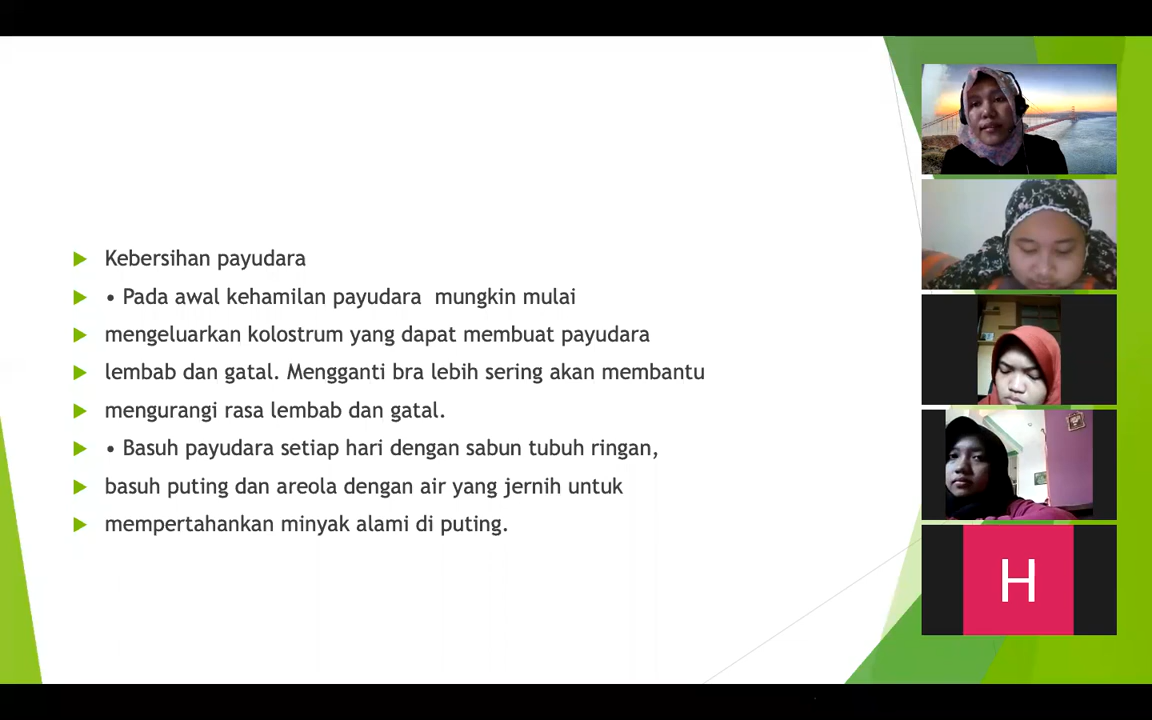 Kebersihan payudara
• Pada awal kehamilan payudara mungkin mulai
mengeluarkan kolostrum yang dapat membuat payudara
lembab dan gatal. Mengganti bra lebih sering akan membantu
mengurangi rasa lembab dan gatal.
• Basuh payudara setiap hari dengan sabun tubuh ringan,
basuh puting dan areola dengan air yang jernih untuk
mempertahankan minyak alami di puting.
H